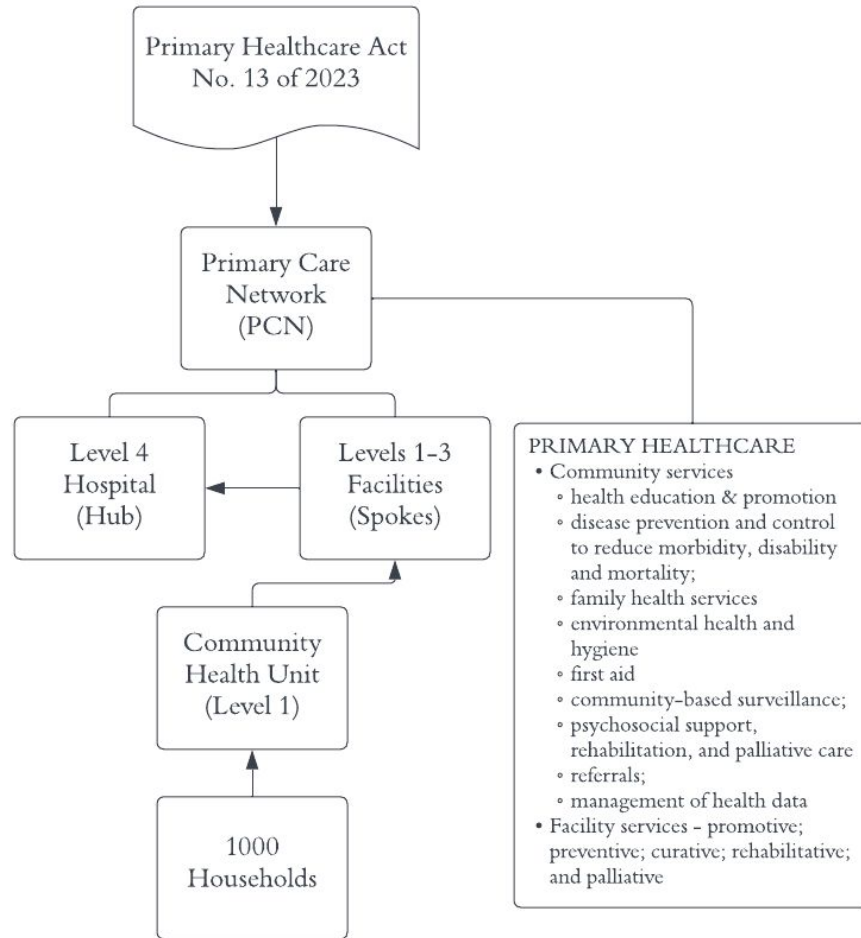 Primary Healthcare Act
No. 13 of 2023
Primary Care
Network
(PCN)
Level 4
Hospital
(Hub)
Levels 1-3
Facilities
(Spokes)
Community
Health Unit
(Level 1)
1000
Households
PRIMARY HEALTHCARE
• Community services
◦ health education & promotion
◦ disease prevention and control
to reduce morbidity, disability
and mortality;
◦ family health services
◦ environmental health and
hygiene
◦ first aid
◦ community-based surveillance;
◦ psychosocial support,
rehabilitation, and palliative care
◦ referrals;
◦ management of health data
• Facility services - promotive;
preventive; curative; rehabilitative;
and palliative